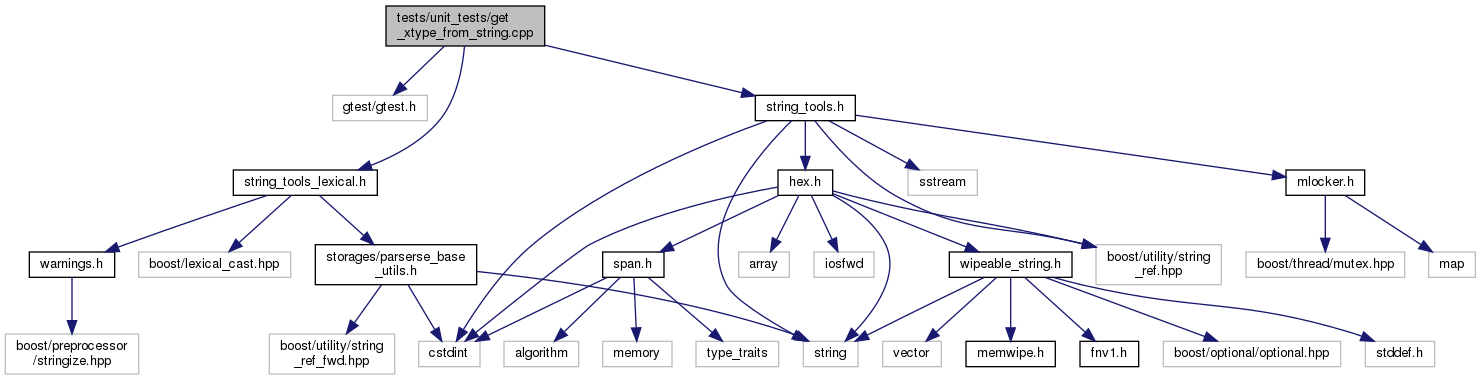 tests/unit_tests/get
_xtype_from_string.cpp
gtest/gtest.h
string_tools.h
string_tools_lexical.h
hex.h
sstream
mlocker.h
warnings.h
boost/lexical_cast.hpp
storages/parserse_base
_utils.h
span.h
array
iosfwd
wipeable_string.h
boost/utility/string
_ref.hpp
boost/thread/mutex.hpp
map
boost/preprocessor
/stringize.hpp
boost/utility/string
_ref_fwd.hpp
cstdint
algorithm
memory
type_traits
string
vector
memwipe.h
fnv1.h
boost/optional/optional.hpp
stddef.h